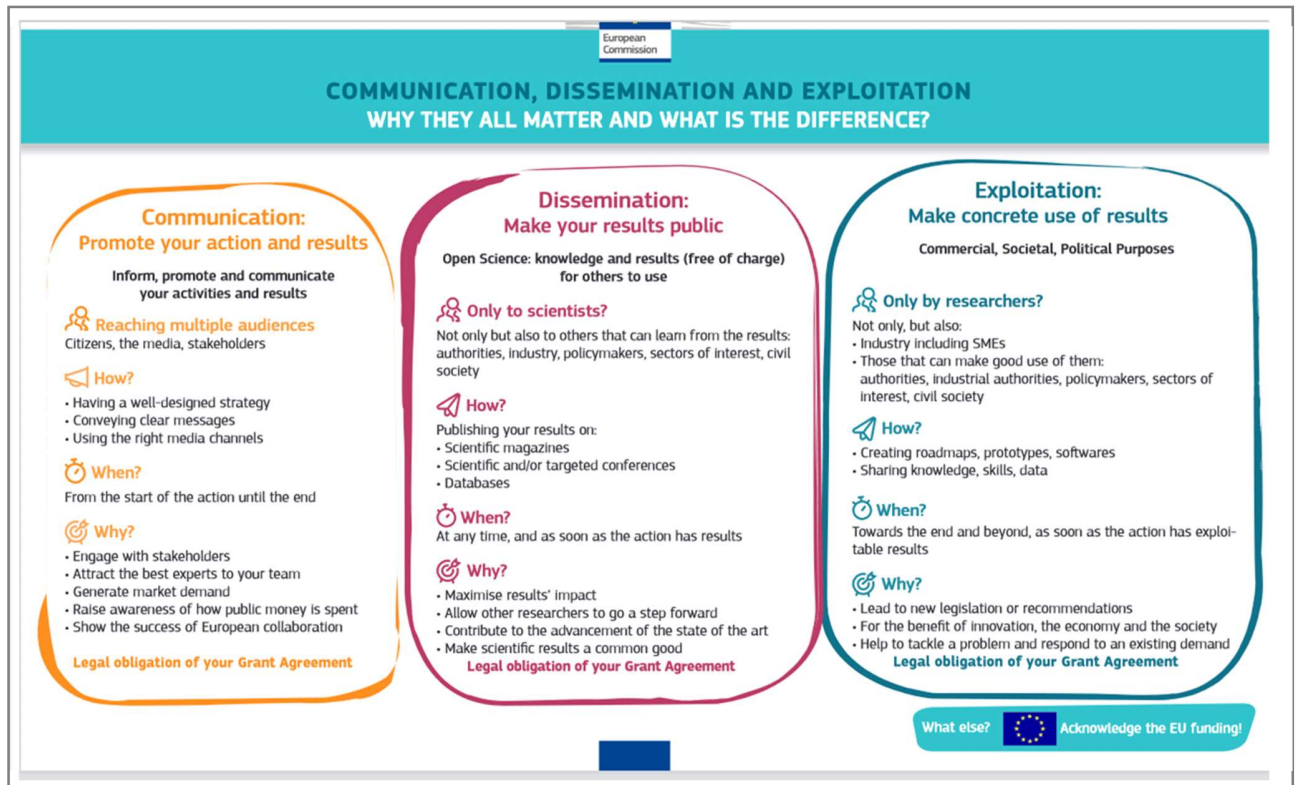 European
Commission
COMMUNICATION, DISSEMINATION AND EXPLOITATION
WHY THEY ALL MATTER AND WHAT IS THE DIFFERENCE?
Communication:
Promote your action and results
Inform, promote and communicate
your activities and results
Reaching multiple audiences
Citizens, the media, stakeholders
How?
• Having a well-designed strategy
• Conveying clear messages
• Using the right media channels
When?
From the start of the action until the end
Why?
• Engage with stakeholders
• Attract the best experts to your team
• Generate market demand
• Raise awareness of how public money is spent
• Show the success of European collaboration
Legal obligation of your Grant Agreement
Dissemination:
Make your results public
Open Science: knowledge and results (free of charge)
for others to use
Only to scientists?
Not only but also to others that can learn from the results:
authorities, industry, policymakers, sectors of interest, civil
society
How?
Publishing your results on:
• Scientific magazines
• Scientific and/or targeted conferences
• Databases
When?
At any time, and as soon as the action has results
Why?
• Maximise results' impact
• Allow other researchers to go a step forward
• Contribute to the advancement of the state of the art
• Make scientific results a common good
Legal obligation of your Grant Agreement
Exploitation:
Make concrete use of results
Commercial, Societal, Political Purposes
Only by researchers?
Not only, but also:
• Industry including SMEs
• Those that can make good use of them:
authorities, industrial authorities, policymakers, sectors of
interest, civil society
How?
• Creating roadmaps, prototypes, softwares
• Sharing knowledge, skills, data
When?
Towards the end and beyond, as soon as the action has exploi-
table results
Why?
• Lead to new legislation or recommendations
• For the benefit of innovation, the economy and the society
• Help to tackle a problem and respond to an existing demand
Legal obligation of your Grant Agreement
What else? Acknowledge the EU funding!